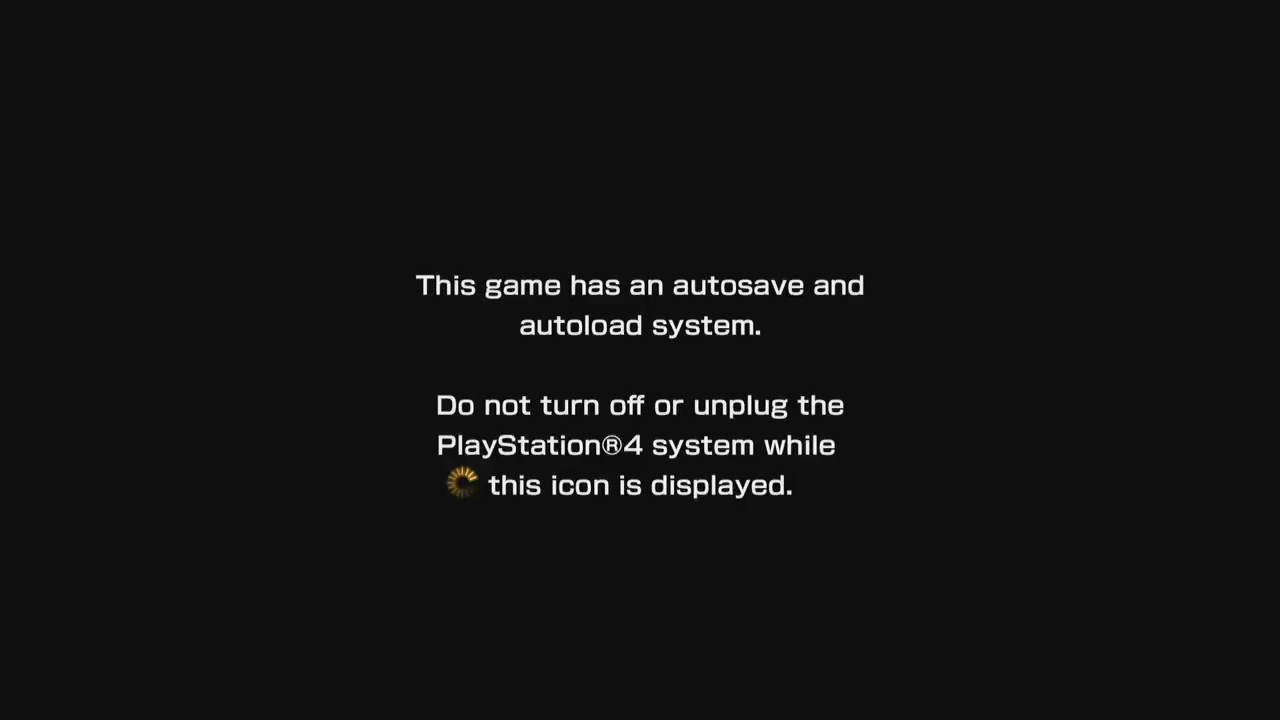 This game has an autosave and
autoload system.
Do not turn off or unplug the
PlayStation®4 system while
this icon is displayed.